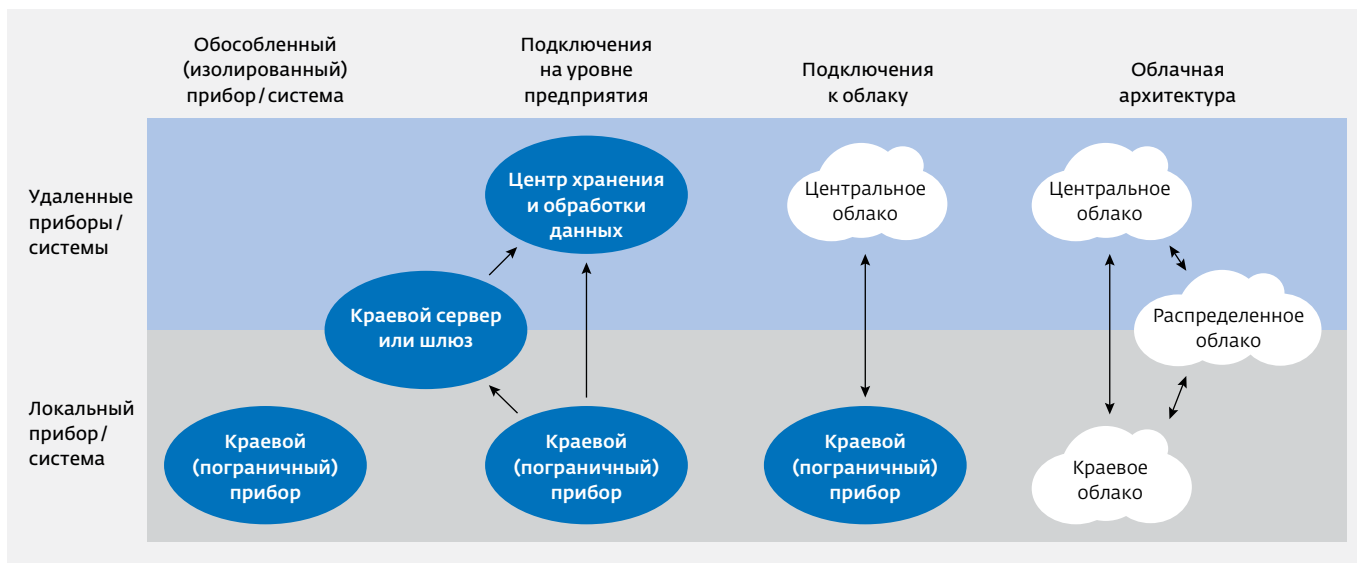 Обособленный
(изолированный)
прибор / система
Подключения
на уровне
предприятия
Подключения
к облаку
Облачная
архитектура
Удаленные
приборы /
системы
Центр хранения
и обработки
данных
Центральное
облако
Центральное
облако
Краевой сервер
или шлюз
Распределенное
облако
Локальный
прибор /
система
Краевой
(пограничный)
прибор
Краевой
(пограничный)
прибор
Краевой
(пограничный)
прибор
Краевое
облако